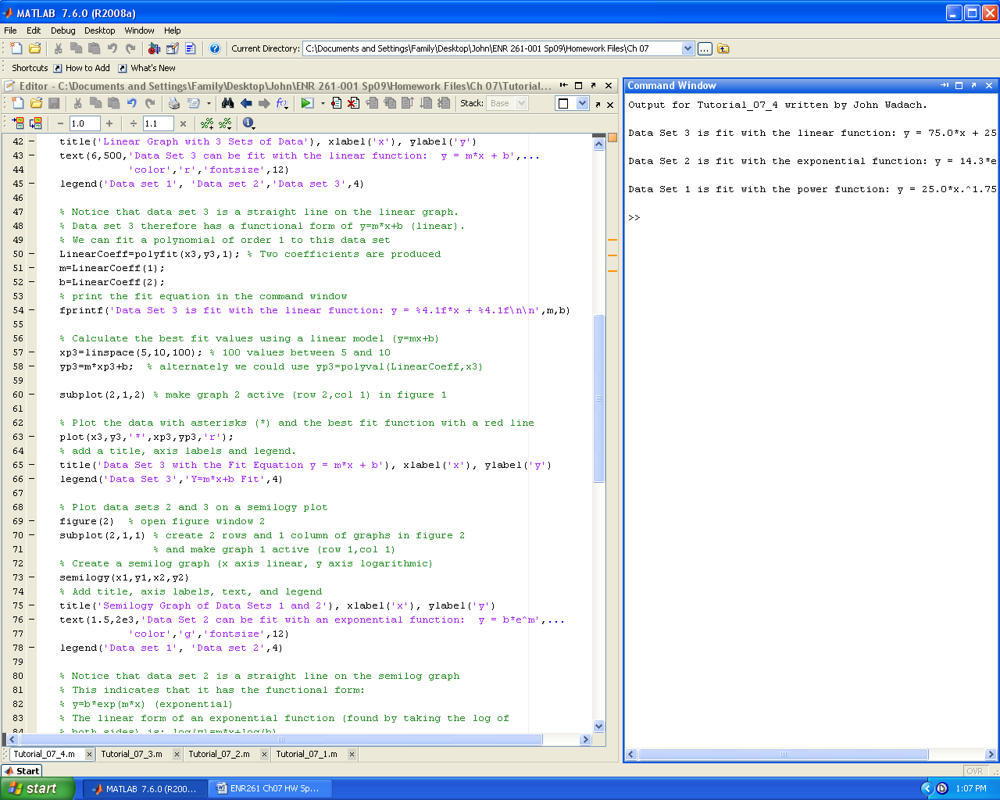 MATLAB 7.6.0 (R2008a)
File Edit Debug Desktop Window Help
Current Directory: C:\Documents and Settings\Family\Desktop\John\ENR 261-001 Sp09\Homework Files\Ch 07
Shortcuts How to Add What's New
Editor - C:\Documents and Settings\Family\Desktop\John\ENR 261-001 Sp09\Homework Files\Ch 07\Tutorial...
Stack: Base
1.0 1.1
42 title('Linear Graph with 3 Sets of Data'), xlabel('x'), ylabel('y')
43 text(6,500,'Data Set 3 can be fit with the linear function:  y = m*x + b',...
44 'color','r','fontsize',12)
45 legend('Data set 1', 'Data set 2','Data set 3',4)
46
47 % Notice that data set 3 is a straight line on the linear graph.
48 % Data set 3 therefore has a functional form of y=m*x+b (linear).
49 % We can fit a polynomial of order 1 to this data set
50 LinearCoeff=polyfit(x3,y3,1); % Two coefficients are produced
51 m=LinearCoeff(1);
52 b=LinearCoeff(2);
53 % print the fit equation in the command window
54 fprintf('Data Set 3 is fit with the linear function: y = %4.1f*x + %4.1f\n\n',m,b)
55
56 % Calculate the best fit values using a linear model (y=mx+b)
57 xp3=linspace(5,10,100); % 100 values between 5 and 10
58 yp3=m*xp3+b;  % alternately we could use yp3=polyval(LinearCoeff,x3)
59
60 subplot(2,1,2) % make graph 2 active (row 2,col 1) in figure 1
61
62 % Plot the data with asterisks (*) and the best fit function with a red line
63 plot(x3,y3,'*',xp3,yp3,'r');
64 % add a title, axis labels and legend.
65 title('Data Set 3 with the Fit Equation y = m*x + b'), xlabel('x'), ylabel('y')
66 legend('Data Set 3','Y=m*x+b Fit',4)
67
68 % Plot data sets 2 and 3 on a semilogy plot
69 figure(2)  % open figure window 2
70 subplot(2,1,1) % create 2 rows and 1 column of graphs in figure 2
71 % and make graph 1 active (row 1,col 1)
72 % Create a semilog graph (x axis linear, y axis logarithmic)
73 semilogy(x1,y1,x2,y2)
74 % Add title, axis labels, text, and legend
75 title('Semilogy Graph of Data Sets 1 and 2'), xlabel('x'), ylabel('y')
76 text(1.5,2e3,'Data Set 2 can be fit with an exponential function:  y = b*e^m',...
77 'color','g','fontsize',12)
78 legend('Data set 1', 'Data set 2',4)
79
80 % Notice that data set 2 is a straight line on the semilog graph
81 % This indicates that it has the functional form:
82 % y=b*exp(m*x) (exponential)
83 % The linear form of an exponential function (found by taking the log of
84 % both sides) is: log(y)=m*x+log(b)
Tutorial_07_4.m Tutorial_07_3.m Tutorial_07_2.m Tutorial_07_1.m
Command Window
Output for Tutorial_07_4 written by John Wadach.
Data Set 3 is fit with the linear function: y = 75.0*x + 25
Data Set 2 is fit with the exponential function: y = 14.3*e
Data Set 1 is fit with the power function: y = 25.0*x.^1.75
>>
Start OVR
start MATLAB 7.6.0 (R200... ENR261 Ch07 HW Sp... 1:07 PM